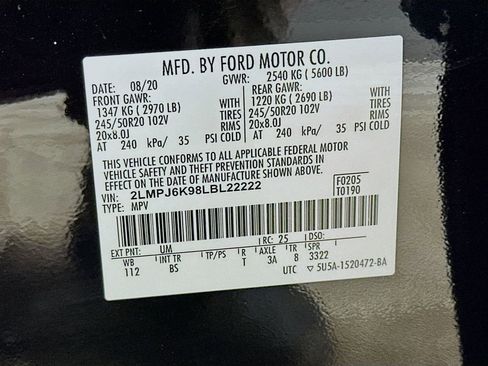 MFD. BY FORD MOTOR CO.
DATE: 08/20 GVWR: 2540 KG ( 5600 LB)
FRONT GAWR: REAR GAWR:
1347 KG ( 2970 LB) WITH 1220 KG ( 2690 LB) WITH
245/50R20 102V TIRES 245/50R20 102V TIRES
20x8.0J RIMS 20x8.0J RIMS
AT 240 kPa/ 35 PSI COLD AT 240 kPa/ 35 PSI COLD
THIS VEHICLE CONFORMS TO ALL APPLICABLE FEDERAL MOTOR
VEHICLE SAFETY AND THEFT PREVENTION STANDARDS IN
EFFECT ON THE DATE OF MANUFACTURE SHOWN ABOVE.
VIN: 2LMPJ6K98LBL22222 F0205
TYPE: MPV T0190
EXT PNT: UM RC: 25 DSO:
WB INT TR TP/PS R AXLE TR SPR
112 BS T 3A 8 3322
UTC ▽ 5U5A-1520472-BA